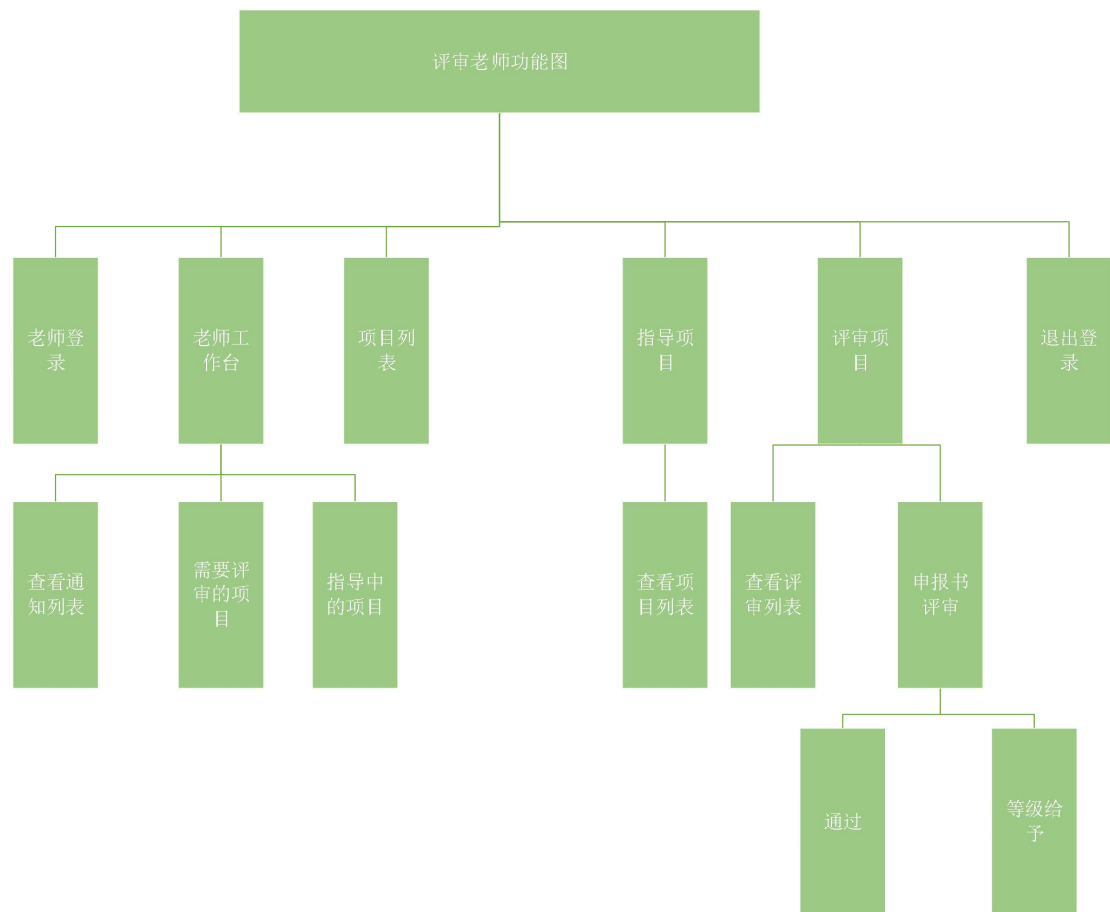 评审老师功能图
老师登
录
老师工
作台
项目列
表
指导项
目
评审项
目
退出登
录
查看通
知列表
需要评
审的项
目
指导中
的项目
查看项
目列表
查看评
审列表
申报书
评审
通过
等级给
予